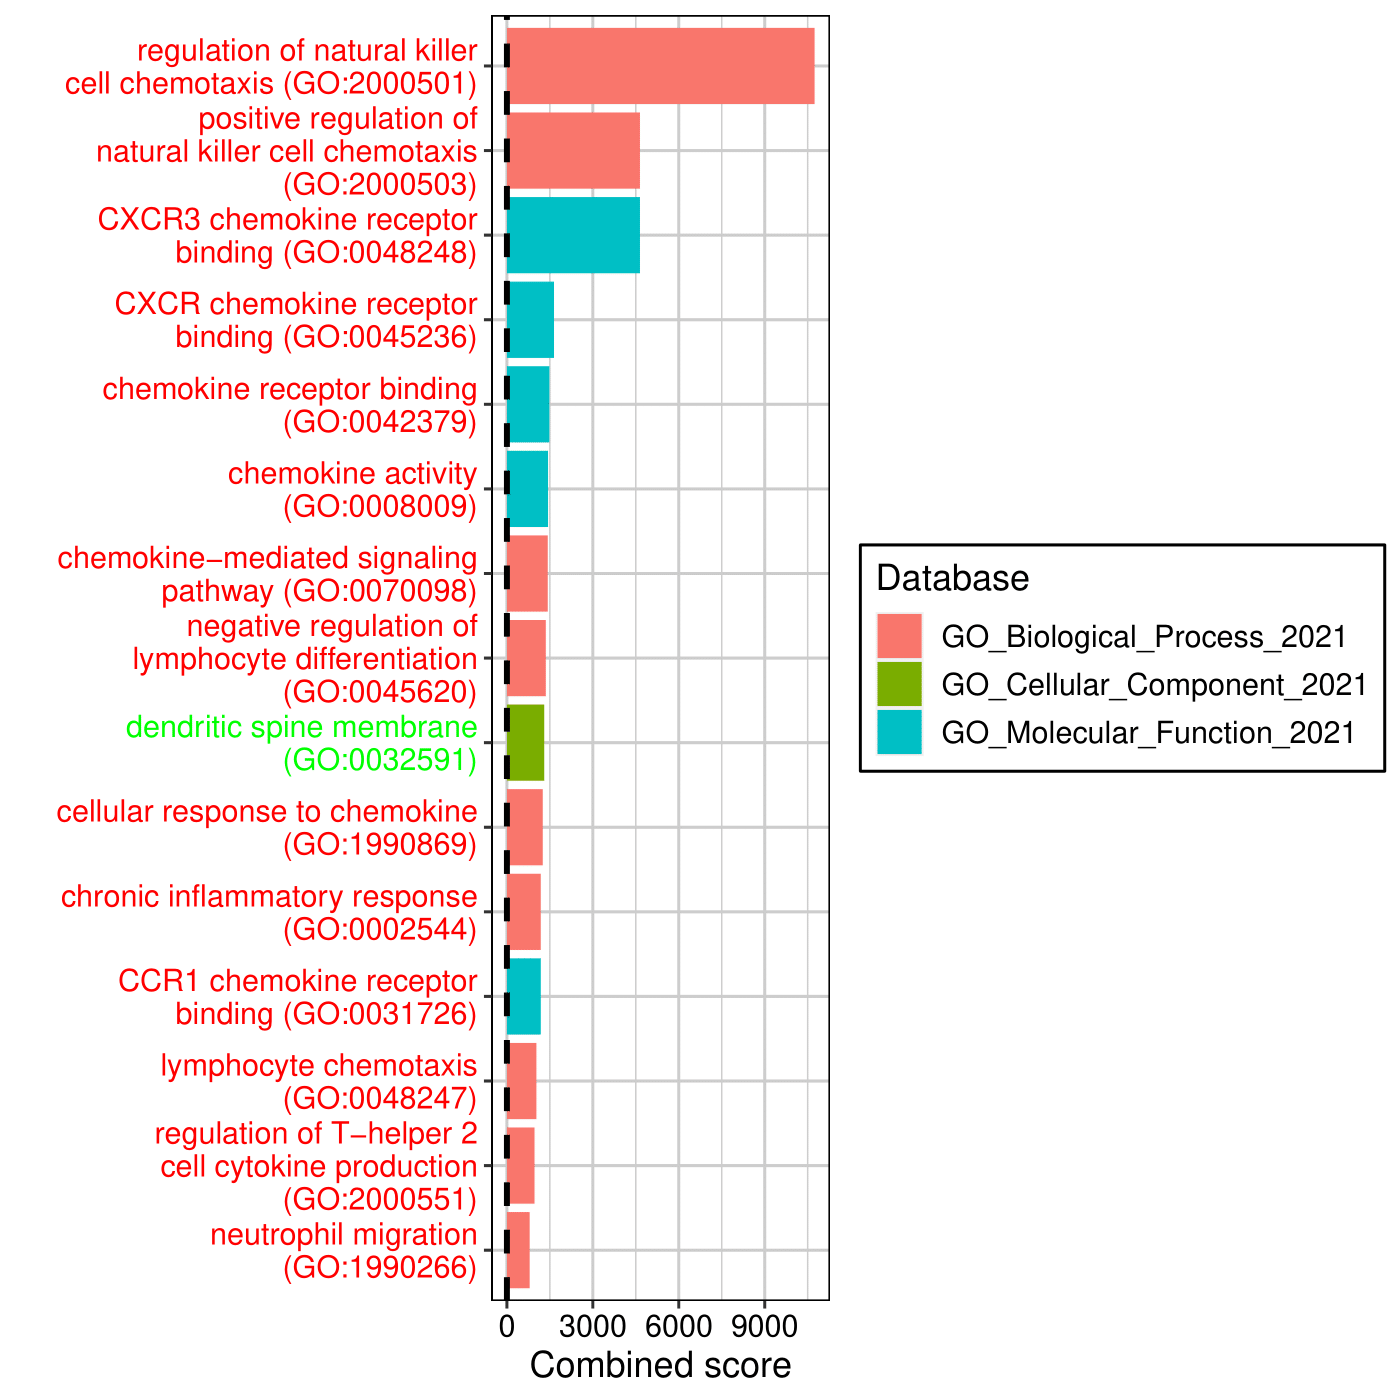 regulation of natural killer
cell chemotaxis (GO:2000501)
positive regulation of
natural killer cell chemotaxis
(GO:2000503)
CXCR3 chemokine receptor
binding (GO:0048248)
CXCR chemokine receptor
binding (GO:0045236)
chemokine receptor binding
(GO:0042379)
chemokine activity
(GO:0008009)
chemokine−mediated signaling
pathway (GO:0070098)
negative regulation of
lymphocyte differentiation
(GO:0045620)
dendritic spine membrane
(GO:0032591)
cellular response to chemokine
(GO:1990869)
chronic inflammatory response
(GO:0002544)
CCR1 chemokine receptor
binding (GO:0031726)
lymphocyte chemotaxis
(GO:0048247)
regulation of T−helper 2
cell cytokine production
(GO:2000551)
neutrophil migration
(GO:1990266)
0 3000 6000 9000
Combined score
Database
GO_Biological_Process_2021
GO_Cellular_Component_2021
GO_Molecular_Function_2021